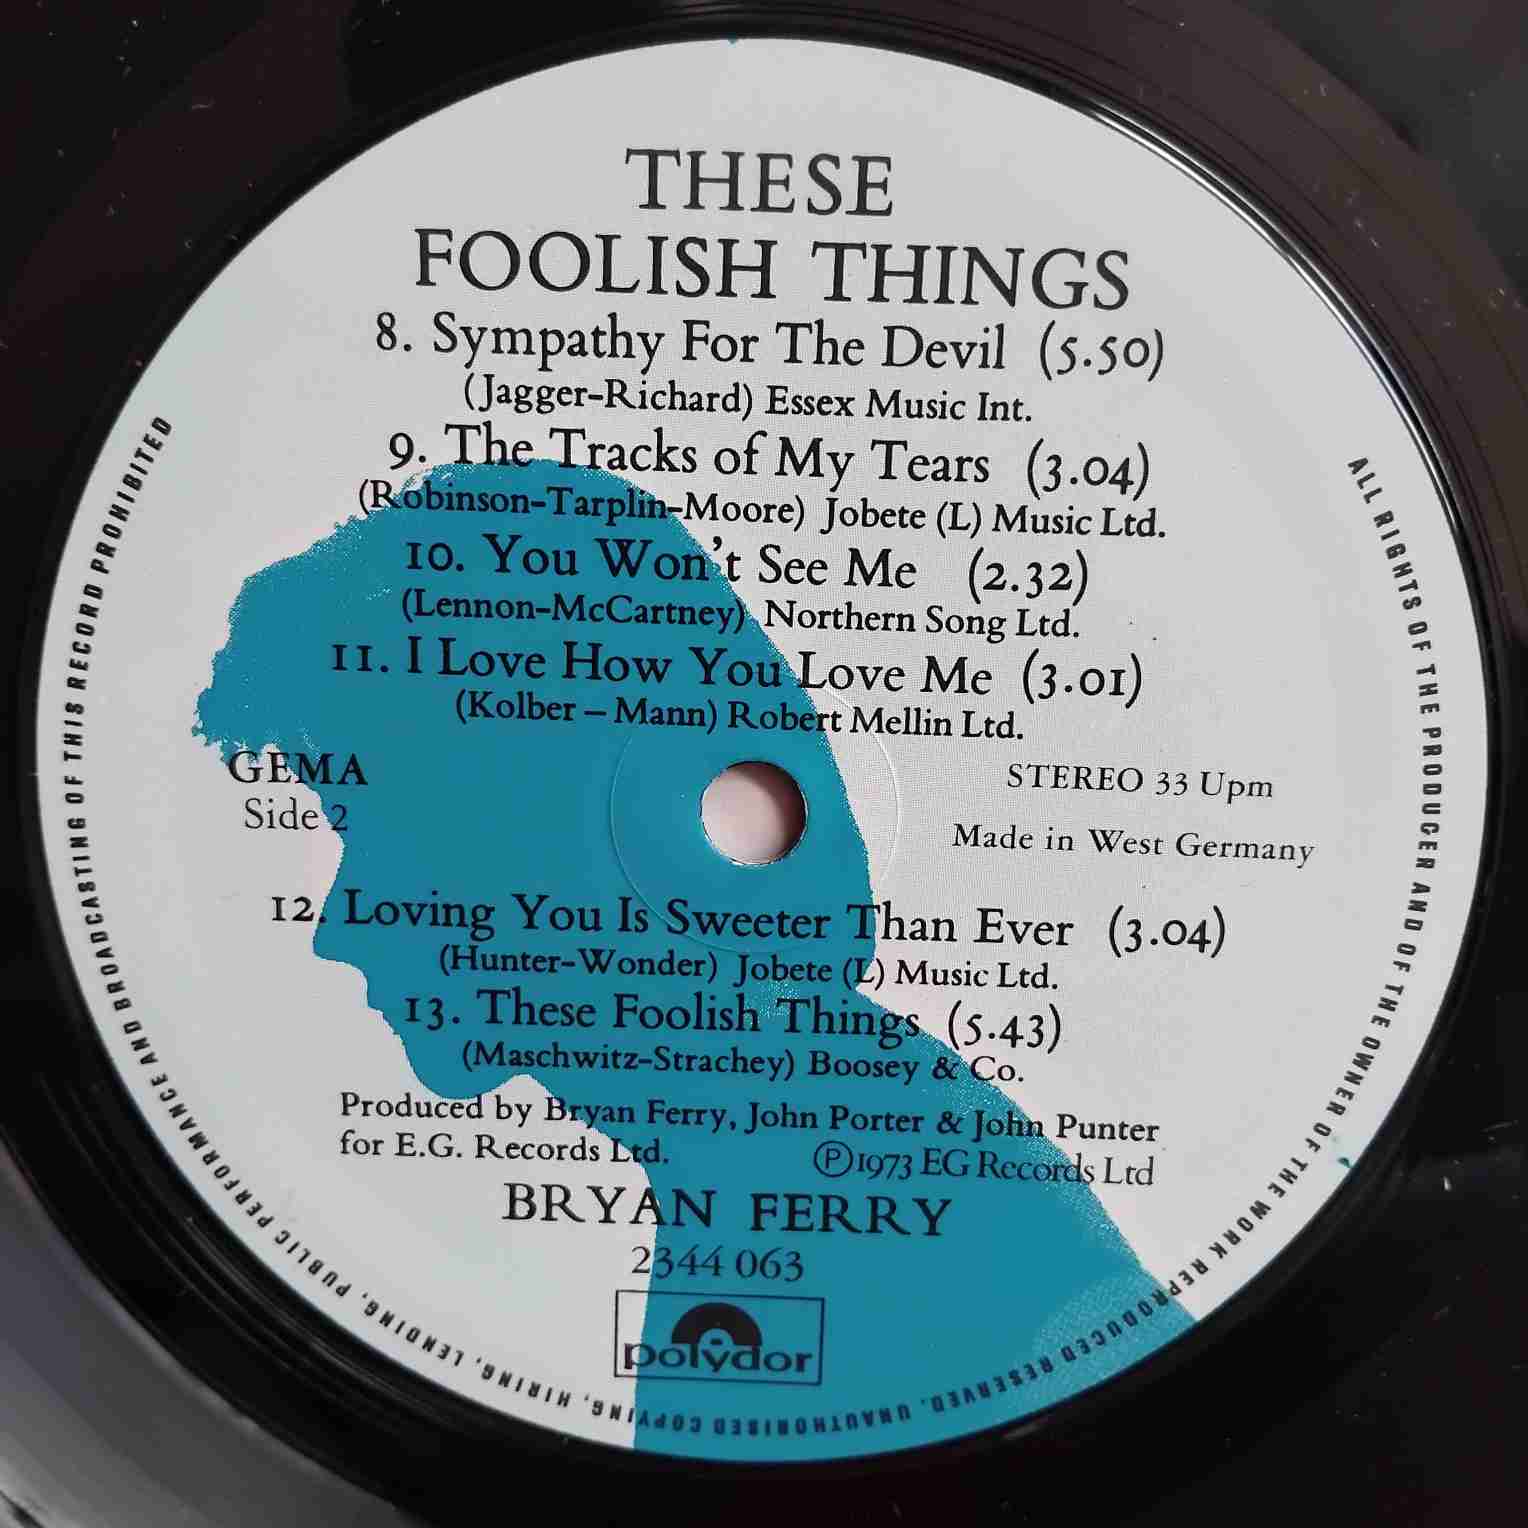 THESE
FOOLISH THINGS
8. Sympathy For The Devil (5.50)
(Jagger-Richard) Essex Music Int.
9. The Tracks of My Tears (3.04)
(Robinson-Tarplin-Moore) Jobete (L) Music Ltd.
10. You Won't See Me (2.32)
(Lennon-McCartney) Northern Song Ltd.
11. I Love How You Love Me (3.01)
(Kolber – Mann) Robert Mellin Ltd.
GEMA
Side 2
STEREO 33 Upm
Made in West Germany
12. Loving You Is Sweeter Than Ever (3.04)
(Hunter-Wonder) Jobete (L) Music Ltd.
13. These Foolish Things (5.43)
(Maschwitz-Strachey) Boosey & Co.
Produced by Bryan Ferry, John Porter & John Punter
for E.G. Records Ltd. Ⓟ1973 EG Records Ltd
BRYAN FERRY
2344 063
polydor
ALL RIGHTS OF THE PRODUCER AND OF THE OWNER OF THE WORK REPRODUCED RESERVED. UNAUTHORISED COPYING, HIRING, LENDING, PUBLIC PERFORMANCE AND BROADCASTING OF THIS RECORD PROHIBITED